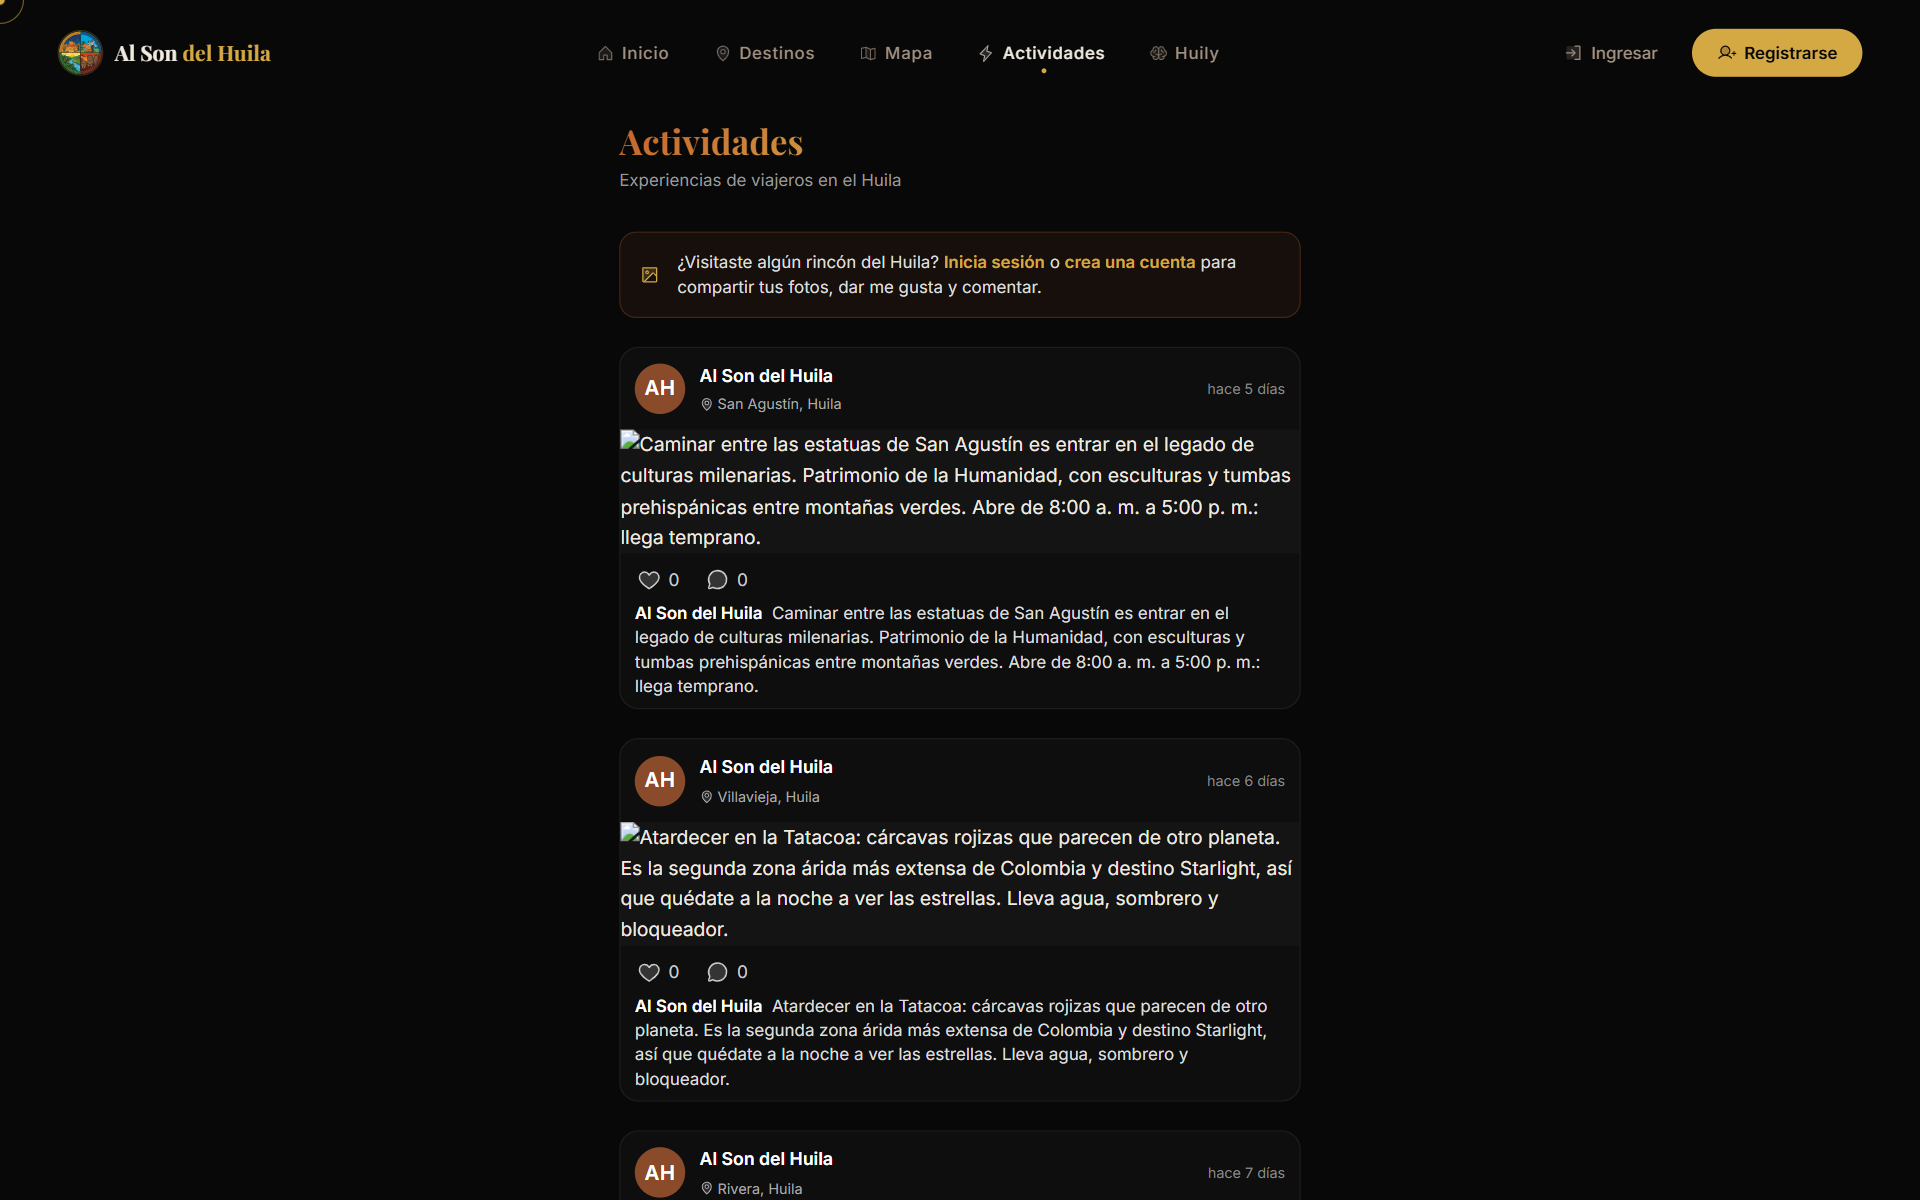 Al Son del Huila
Inicio
Destinos
Mapa
Actividades
Huily
Ingresar
Registrarse
Actividades
Experiencias de viajeros en el Huila
¿Visitaste algún rincón del Huila? Inicia sesión o crea una cuenta para
compartir tus fotos, dar me gusta y comentar.
AH
Al Son del Huila
San Agustín, Huila
hace 5 días
Caminar entre las estatuas de San Agustín es entrar en el legado de
culturas milenarias. Patrimonio de la Humanidad, con esculturas y tumbas
prehispánicas entre montañas verdes. Abre de 8:00 a. m. a 5:00 p. m.:
llega temprano.
0
0
Al Son del Huila Caminar entre las estatuas de San Agustín es entrar en el
legado de culturas milenarias. Patrimonio de la Humanidad, con esculturas y
tumbas prehispánicas entre montañas verdes. Abre de 8:00 a. m. a 5:00 p. m.:
llega temprano.
AH
Al Son del Huila
Villavieja, Huila
hace 6 días
Atardecer en la Tatacoa: cárcavas rojizas que parecen de otro planeta.
Es la segunda zona árida más extensa de Colombia y destino Starlight, así
que quédate a la noche a ver las estrellas. Lleva agua, sombrero y
bloqueador.
0
0
Al Son del Huila Atardecer en la Tatacoa: cárcavas rojizas que parecen de otro
planeta. Es la segunda zona árida más extensa de Colombia y destino Starlight,
así que quédate a la noche a ver las estrellas. Lleva agua, sombrero y
bloqueador.
AH
Al Son del Huila
Rivera, Huila
hace 7 días